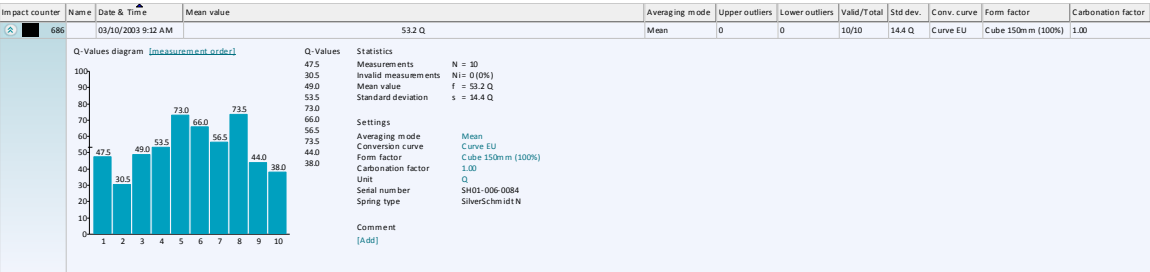 Impact counter Name Date & Time Mean value Averaging mode Upper outliers Lower outliers Valid/Total Std dev. Conv. curve Form factor Carbonation factor
686 03/10/2003 9:12 AM 53.2 Q Mean 0 0 10/10 14.4 Q Curve EU Cube 150mm (100%) 1.00
Q-Values diagram [measurement order]
100
90
80
70
60
50
40
30
20
10
0
47.5
30.5
49.0
53.5
73.0
66.0
56.5
73.5
44.0
38.0
1 2 3 4 5 6 7 8 9 10
Q-Values
47.5
30.5
49.0
53.5
73.0
66.0
56.5
73.5
44.0
38.0
Statistics
Measurements N = 10
Invalid measurements Ni= 0 (0%)
Mean value f = 53.2 Q
Standard deviation s = 14.4 Q
Settings
Averaging mode Mean
Conversion curve Curve EU
Form factor Cube 150mm (100%)
Carbonation factor 1.00
Unit Q
Serial number SH01-006-0084
Spring type SilverSchmidt N
Comment
[Add]